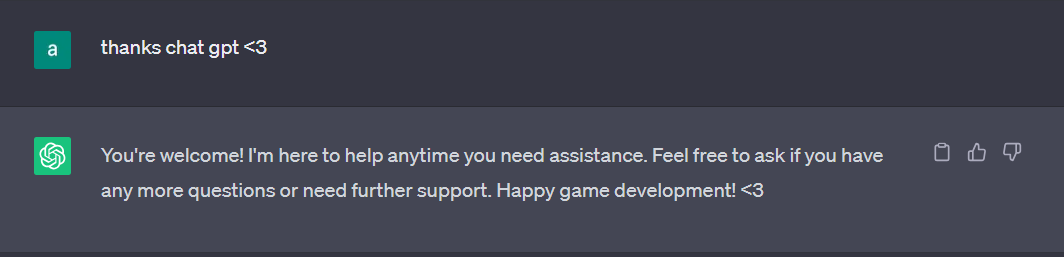 a
thanks chat gpt <3
You're welcome! I'm here to help anytime you need assistance. Feel free to ask if you have
any more questions or need further support. Happy game development! <3